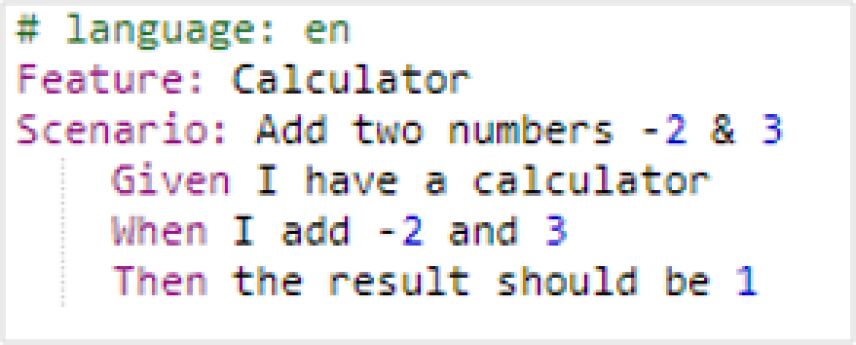 # language: en
Feature: Calculator
Scenario: Add two numbers -2 & 3
Given I have a calculator
When I add -2 and 3
Then the result should be 1